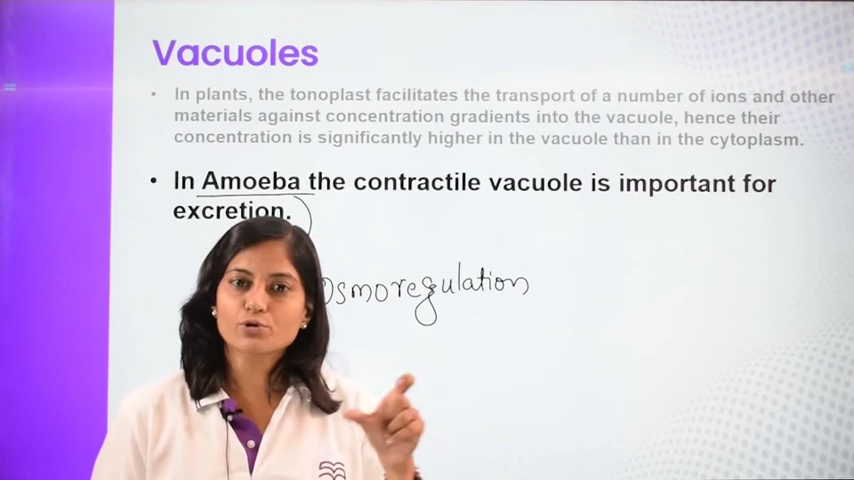 Vacuoles
• In plants, the tonoplast facilitates the transport of a number of ions and other
materials against concentration gradients into the vacuole, hence their
concentration is significantly higher in the vacuole than in the cytoplasm.
• In Amoeba the contractile vacuole is important for
excretion.
Osmoregulation